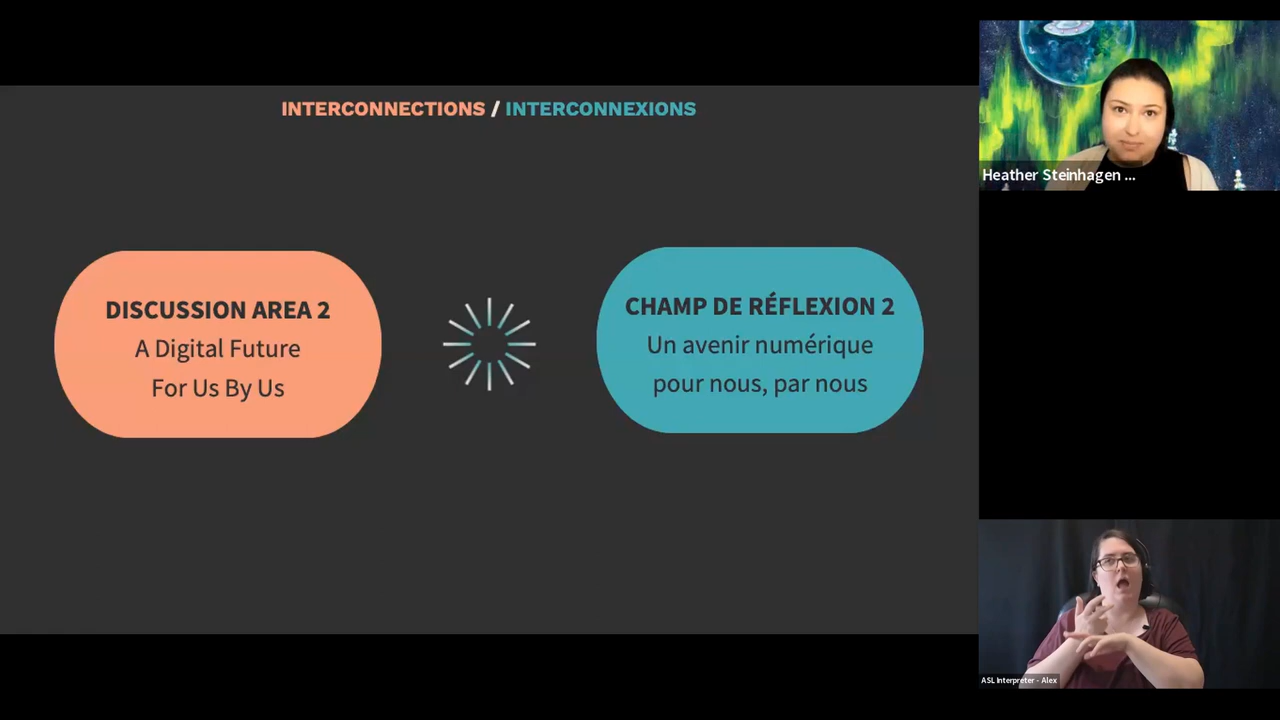 INTERCONNECTIONS / INTERCONNEXIONS
DISCUSSION AREA 2
A Digital Future
For Us By Us
CHAMP DE RÉFLEXION 2
Un avenir numérique
pour nous, par nous
Heather Steinhagen ...
ASL Interpreter - Alex